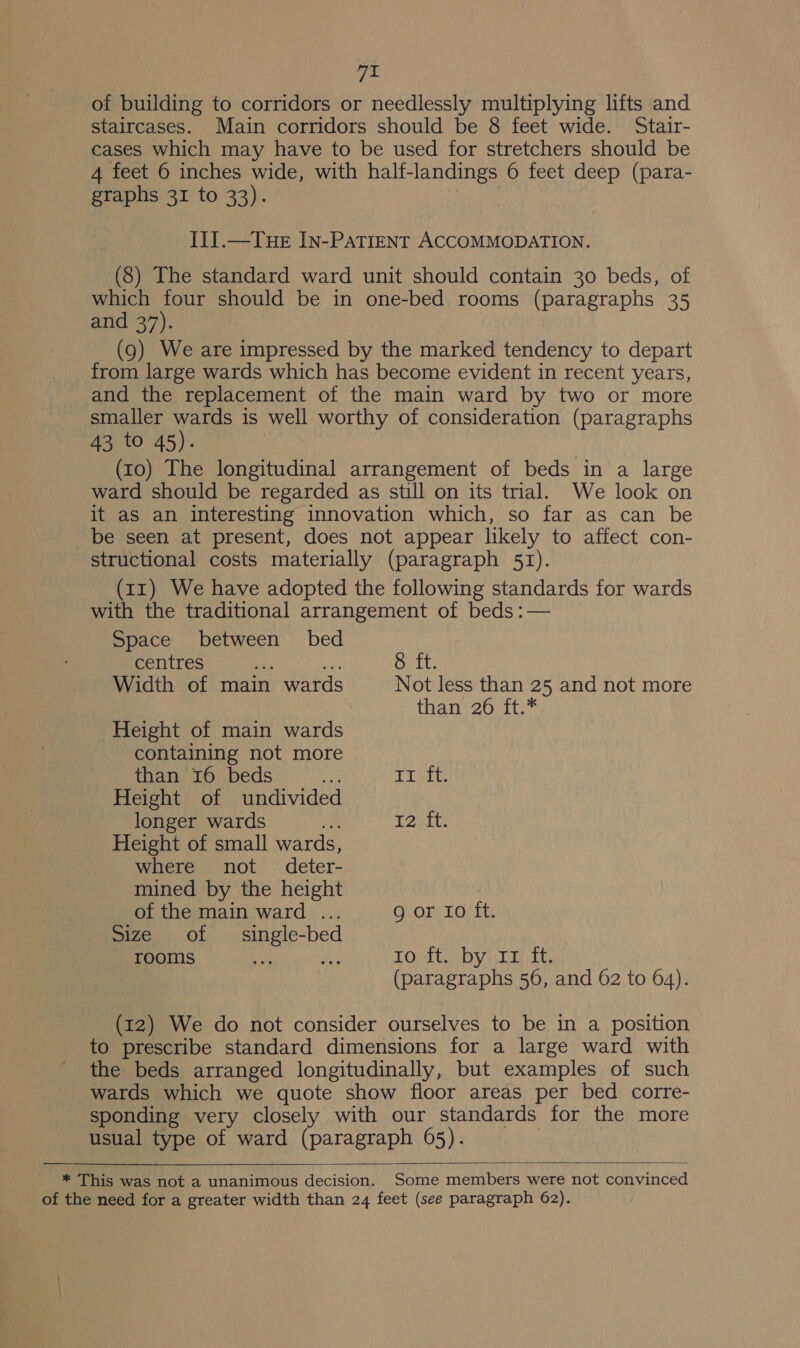 71
of building to corridors or needlessly multiplying lifts and
staircases. Main corridors should be 8 feet wide. Stair-
cases which may have to be used for stretchers should be
4 feet 6 inches wide, with half-landings 6 feet deep (para-
graphs 31 to 33).
III.—THE IN-PATIENT ACCOMMODATION.
(8) The standard ward unit should contain 30 beds, of
which four should be in one-bed rooms (paragraphs 35
and 37).
(9) We are impressed by the marked tendency to depart
from large wards which has become evident in recent years,
and the replacement of the main ward by two or more
smaller wards is well worthy of consideration (paragraphs
43 to 45).
(10) The longitudinal arrangement of beds in a large
ward should be regarded as still on its trial. We look on
it as an interesting innovation which, so far as can be
be seen at present, does not appear likely to affect con-
structional costs materially (paragraph 51).
(11) We have adopted the following standards for wards
with the traditional arrangement of beds:—
Space between bed
centres ... ... 8 ft.
Width of main wards Not less than 25 and not more
than 26 ft.*
Height of main wards
containing not more
than 16 beds ... 11 ft.
Height of undivided
longer wards ... 12 ft.
Height of small wards,
where not deter-
mined by the height
of the main ward ... 9 or 10 ft.
Size of single-bed
rooms ... ... 10 ft. by 11 ft.
(paragraphs 56, and 62 to 64).
(12) We do not consider ourselves to be in a position
to prescribe standard dimensions for a large ward with
the beds arranged longitudinally, but examples of such
wards which we quote show floor areas per bed corre-
sponding very closely with our standards for the more
usual type of ward (paragraph 65).
* This was not a unanimous decision. Some members were not convinced
of the need for a greater width than 24 feet (see paragraph 62).